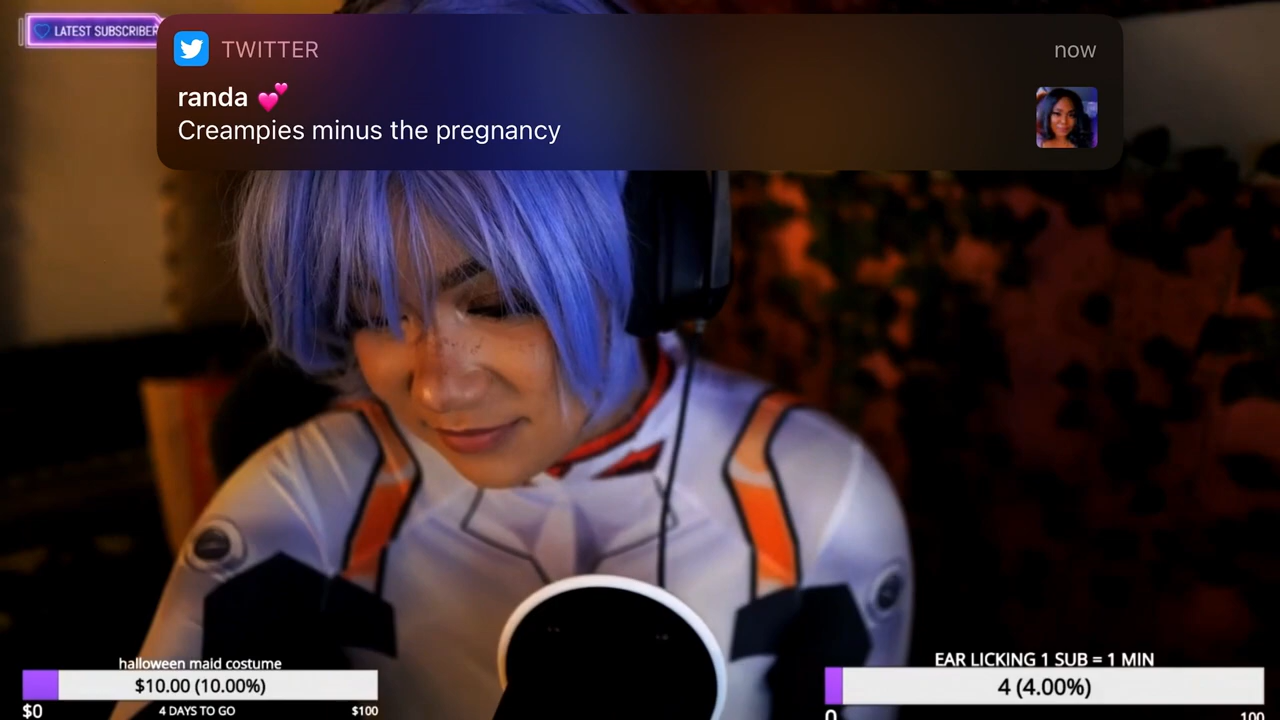 LATEST SUBSCRIBER
TWITTER
now
randa 💕
Creampies minus the pregnancy
halloween maid costume
$10.00 (10.00%)
$0
4 DAYS TO GO
$100
EAR LICKING 1 SUB = 1 MIN
4 (4.00%)
0
100